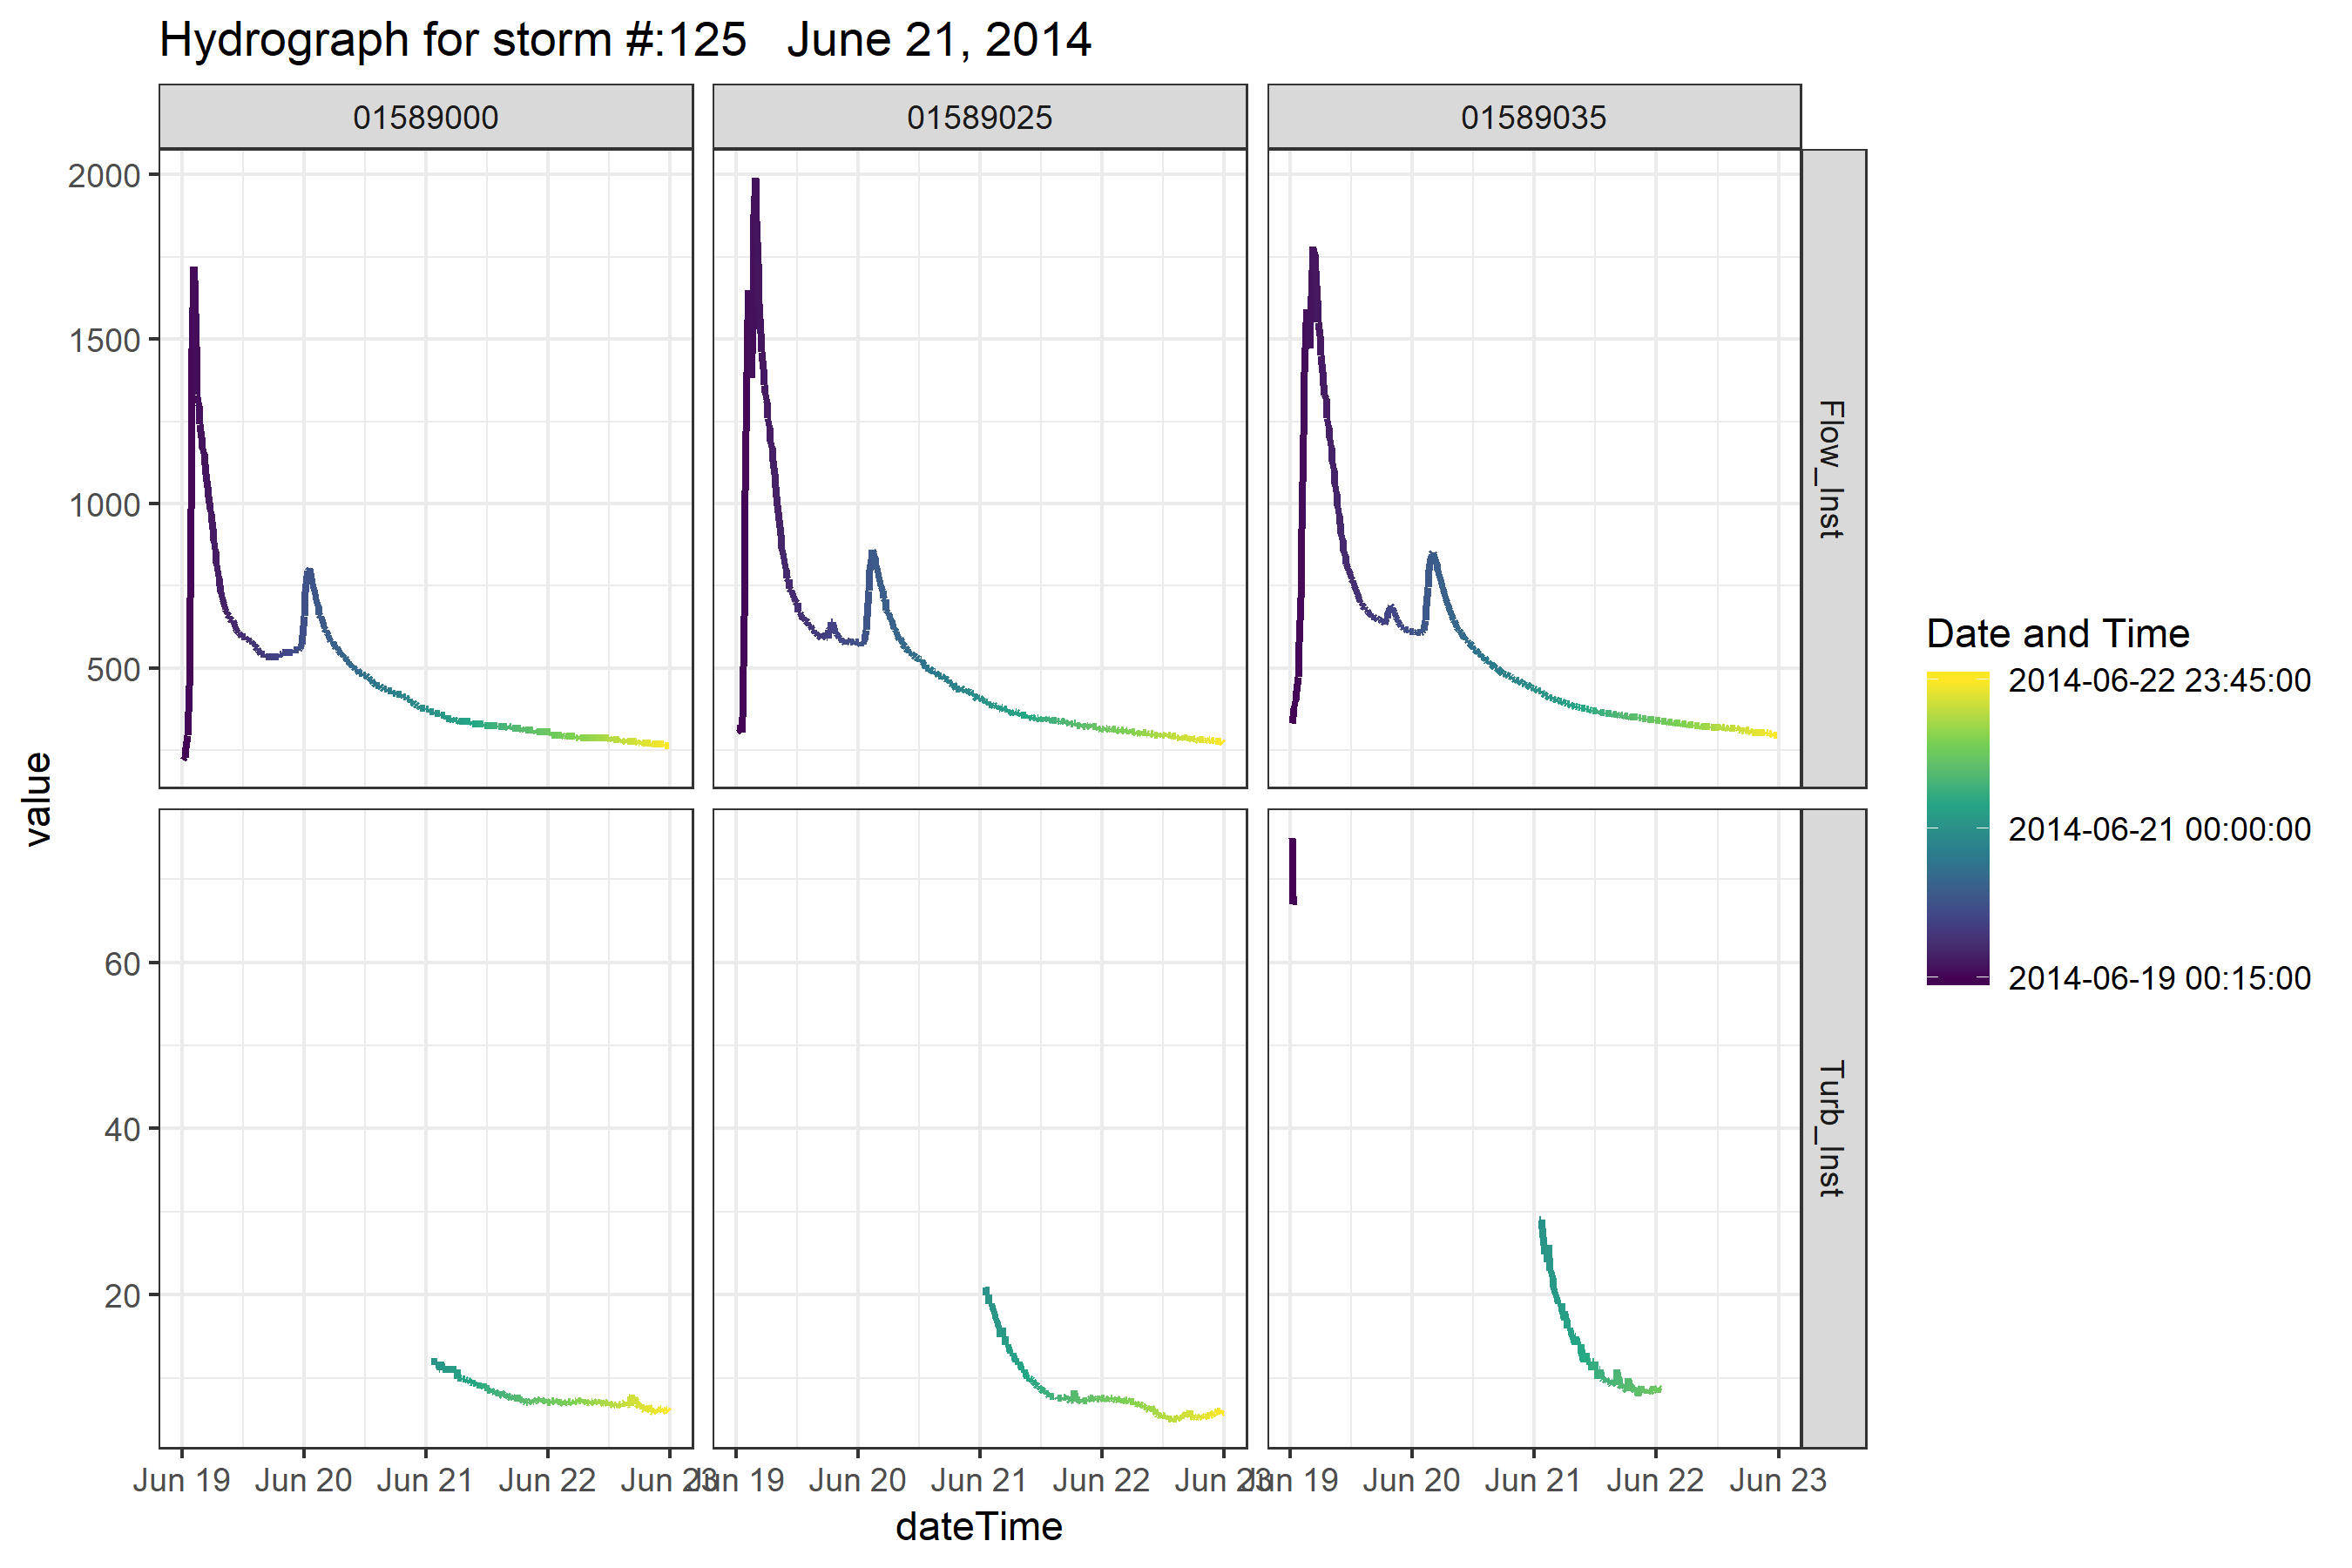 Hydrograph for storm #:125   June 21, 2014
01589000
01589025
01589035
2000
1500
1000
500
Flow_Inst
60
40
20
Turb_Inst
value
Jun 19 Jun 20 Jun 21 Jun 22 Jun 23
Jun 19 Jun 20 Jun 21 Jun 22 Jun 23
Jun 19 Jun 20 Jun 21 Jun 22 Jun 23
dateTime
Date and Time
2014-06-22 23:45:00
2014-06-21 00:00:00
2014-06-19 00:15:00